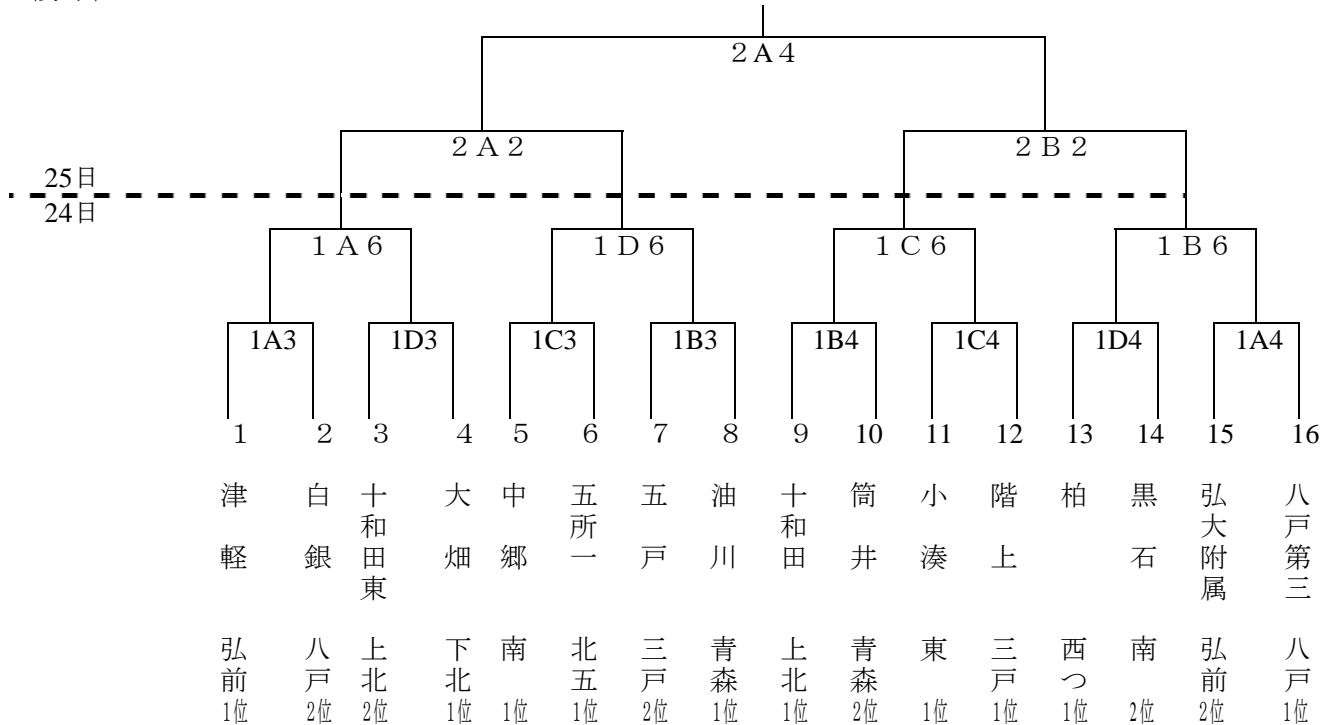 ２Ａ４
２Ａ２ ２Ｂ２
25日
24日
１Ａ６ １Ｄ６ １Ｃ６ １Ｂ６
1A3 1D3 1C3 1B3 1B4 1C4 1D4 1A4
1 2 3 4 5 6 7 8 9 10 11 12 13 14 15 16
津軽 白銀 十和田東 大畑 中郷 五所一 五戸 油川 十和田 筒井 小湊 階上 柏 黒石 弘大附属 八戸第三
弘前 八戸 上北 下北 南 北五 三戸 青森 上北 青森 東 三戸 西つ 南 弘前 八戸
1位 2位 2位 1位 1位 1位 2位 1位 1位 2位 1位 1位 1位 2位 2位 1位